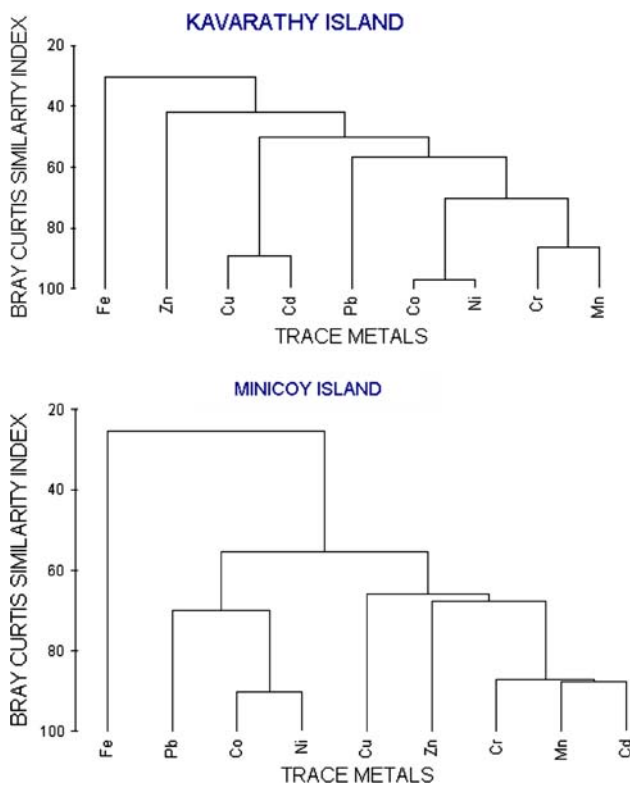 KAVARATHY ISLAND
BRAY CURTIS SIMILARITY INDEX
20
40
60
80
100
Fe Zn Cu Cd Pb Co Ni Cr Mn
TRACE METALS
MINICOY ISLAND
BRAY CURTIS SIMILARITY INDEX
20
40
60
80
100
Fe Pb Co Ni Cu Zn Cr Mn Cd
TRACE METALS